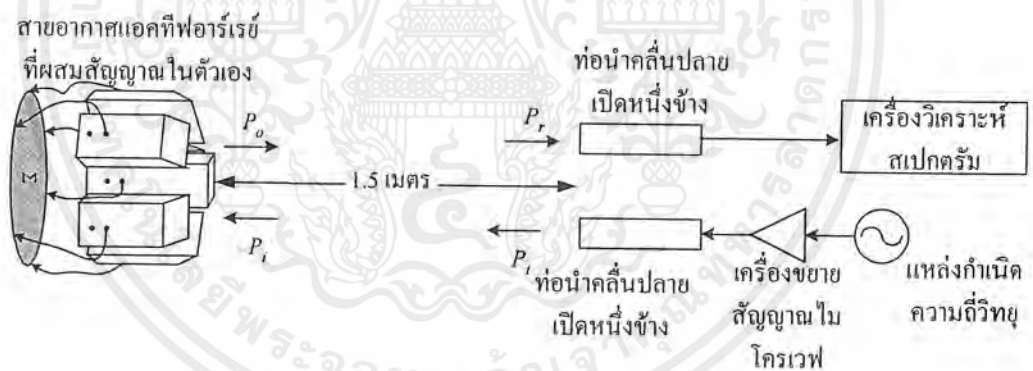 สายอากาศแอคทีฟอาร์เรย์
ที่ผสมสัญญาณในตัวเอง
Σ
P_o
P_i
1.5 เมตร
P_r
ท่อนำคลื่นปลาย
เปิดหนึ่งข้าง
เครื่องวิเคราะห์
สเปกตรัม
P_t
ท่อนำคลื่นปลาย
เปิดหนึ่งข้าง
เครื่องขยาย
สัญญาณไม
โครเวฟ
แหล่งกำเนิด
ความถี่วิทยุ